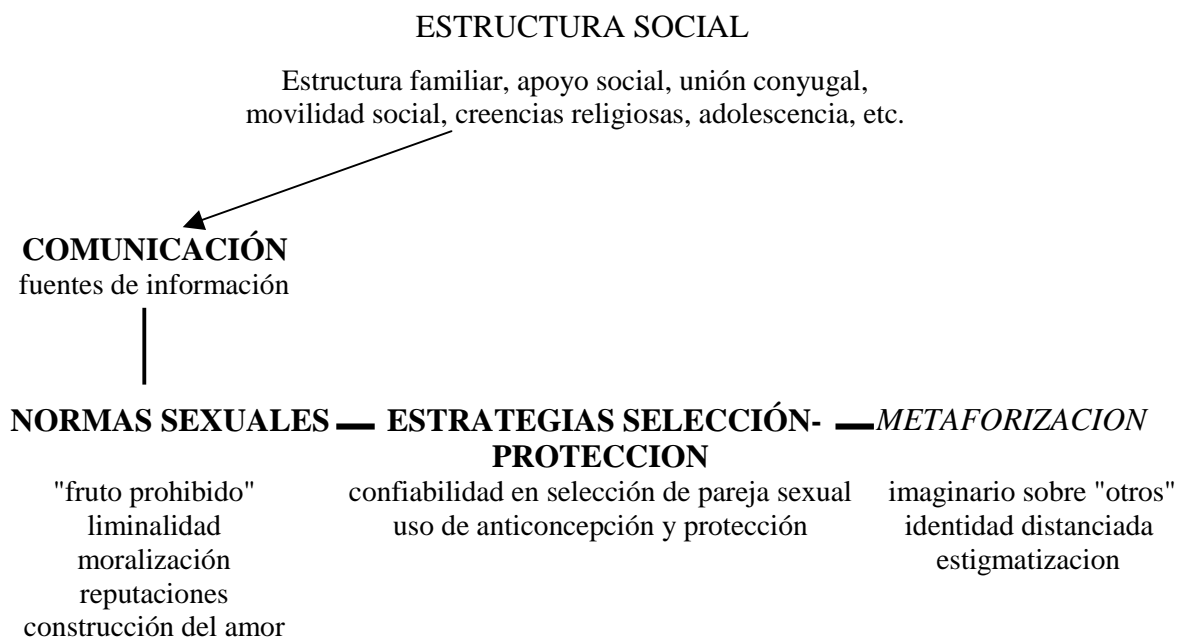 ESTRUCTURA SOCIAL
Estructura familiar, apoyo social, unión conyugal,
movilidad social, creencias religiosas, adolescencia, etc.
COMUNICACIÓN
fuentes de información
NORMAS SEXUALES
"fruto prohibido"
liminalidad
moralización
reputaciones
construcción del amor
ESTRATEGIAS SELECCIÓN-
PROTECCION
confiabilidad en selección de pareja sexual
uso de anticoncepción y protección
METAFORIZACION
imaginario sobre "otros"
identidad distanciada
estigmatizacion